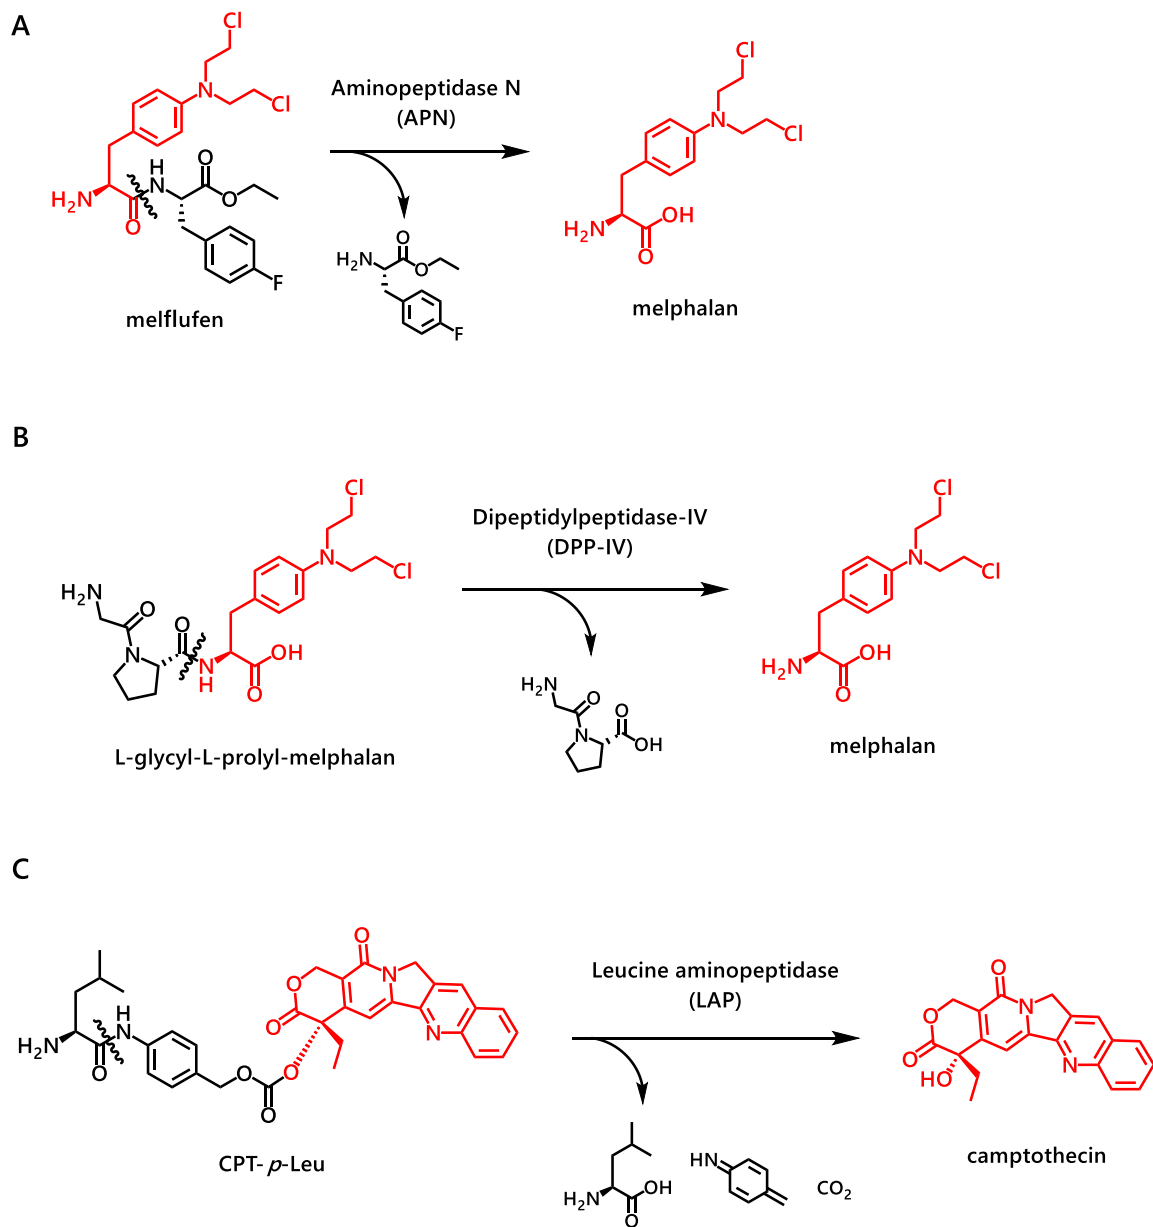 A
Cl
N
Cl
Aminopeptidase N
(APN)
H
N
O
O
H2N
O
F
melflufen
H2N
O
O
F
Cl
N
Cl
H2N
OH
O
melphalan
B
Cl
N
Cl
H2N
O
O
N
N
H
OH
O
L-glycyl-L-prolyl-melphalan
Dipeptidylpeptidase-IV
(DPP-IV)
H2N
O
N
O
OH
Cl
N
Cl
H2N
OH
O
melphalan
C
H2N
O
H
N
O
O
O
O
O
O
N
N
CPT-p-Leu
Leucine aminopeptidase
(LAP)
H2N
OH
O
HN
CO2
O
O
O
N
N
HO
camptothecin